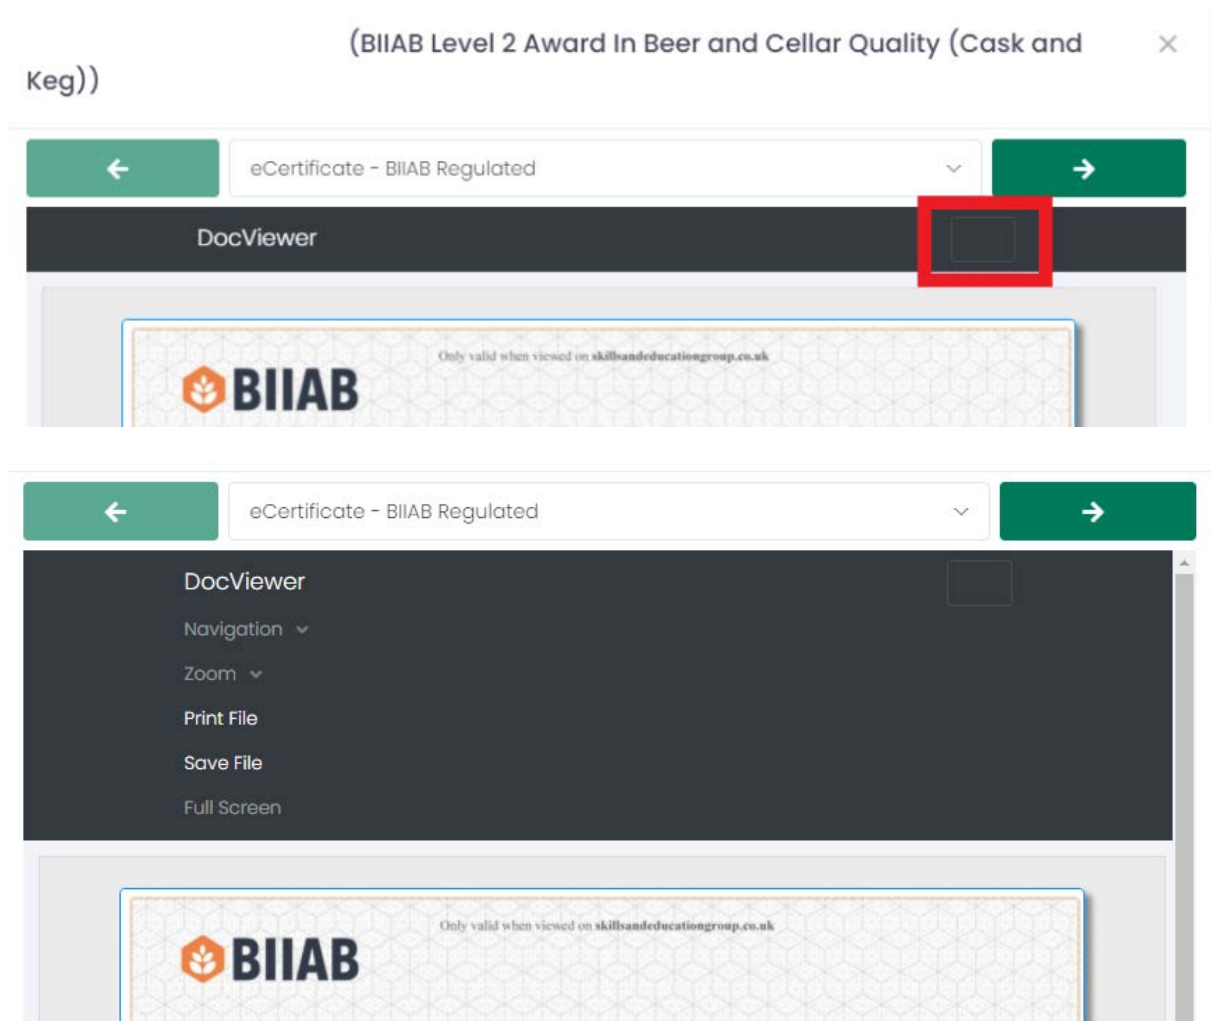 (BIIAB Level 2 Award In Beer and Cellar Quality (Cask and
Keg))
eCertificate - BIIAB Regulated
DocViewer
Only valid when viewed on skillsandeducationgroup.co.uk
BIIAB
eCertificate - BIIAB Regulated
DocViewer
Navigation
Zoom
Print File
Save File
Full Screen
Only valid when viewed on skillsandeducationgroup.co.uk
BIIAB